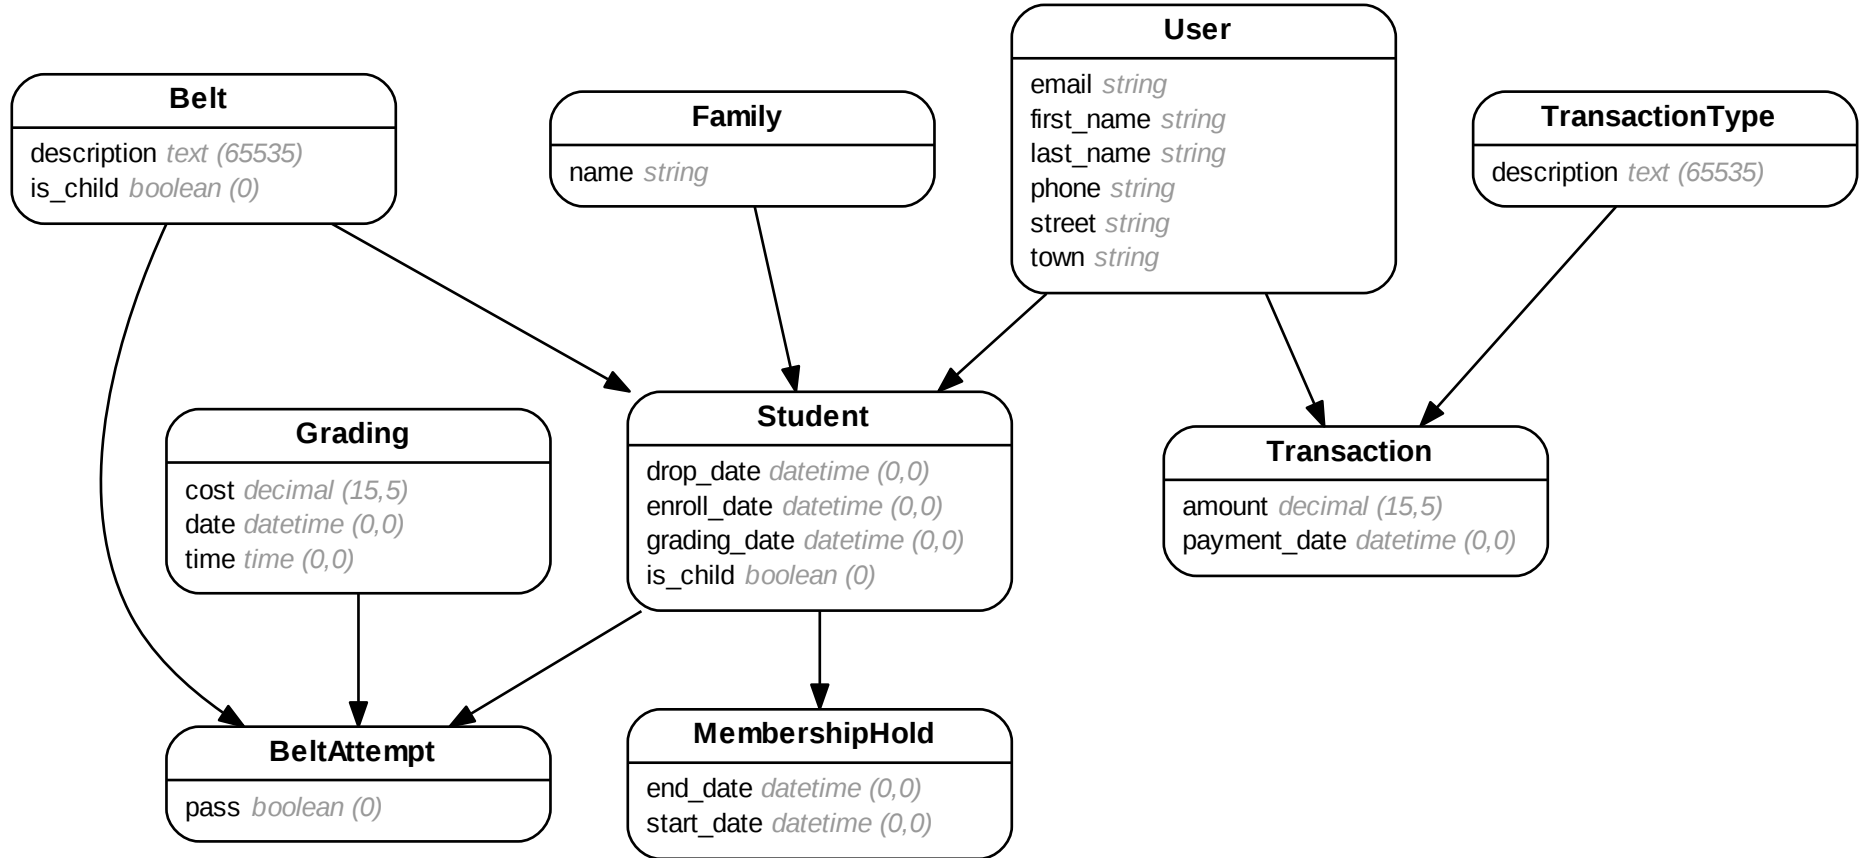 User
email string
first_name string
last_name string
phone string
street string
town string
Belt
description text (65535)
is_child boolean (0)
Family
name string
TransactionType
description text (65535)
Grading
cost decimal (15,5)
date datetime (0,0)
time time (0,0)
Student
drop_date datetime (0,0)
enroll_date datetime (0,0)
grading_date datetime (0,0)
is_child boolean (0)
Transaction
amount decimal (15,5)
payment_date datetime (0,0)
BeltAttempt
pass boolean (0)
MembershipHold
end_date datetime (0,0)
start_date datetime (0,0)